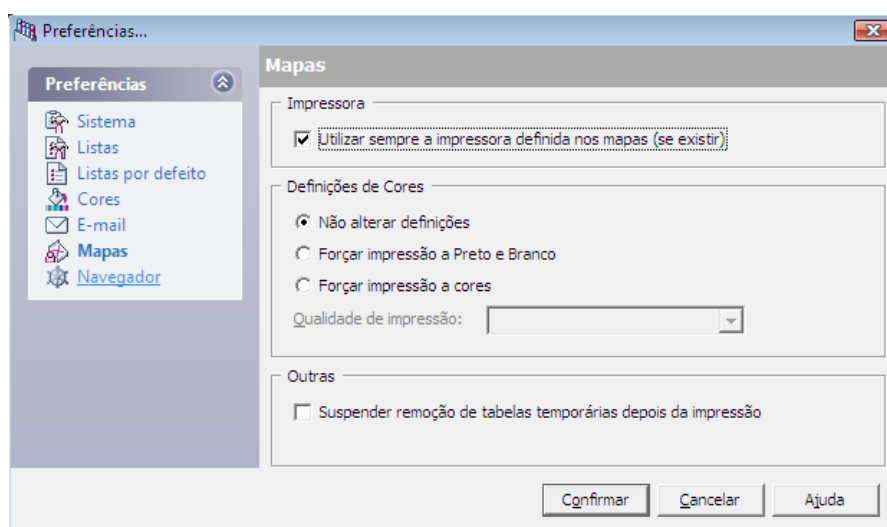 Preferências...
Preferências
Sistema
Listas
Listas por defeito
Cores
E-mail
Mapas
Navegador
Mapas
Impressora
Utilizar sempre a impressora definida nos mapas (se existir)
Definições de Cores
Não alterar definições
Forçar impressão a Preto e Branco
Forçar impressão a cores
Qualidade de impressão:
Outras
Suspender remoção de tabelas temporárias depois da impressão
Confirmar Cancelar Ajuda